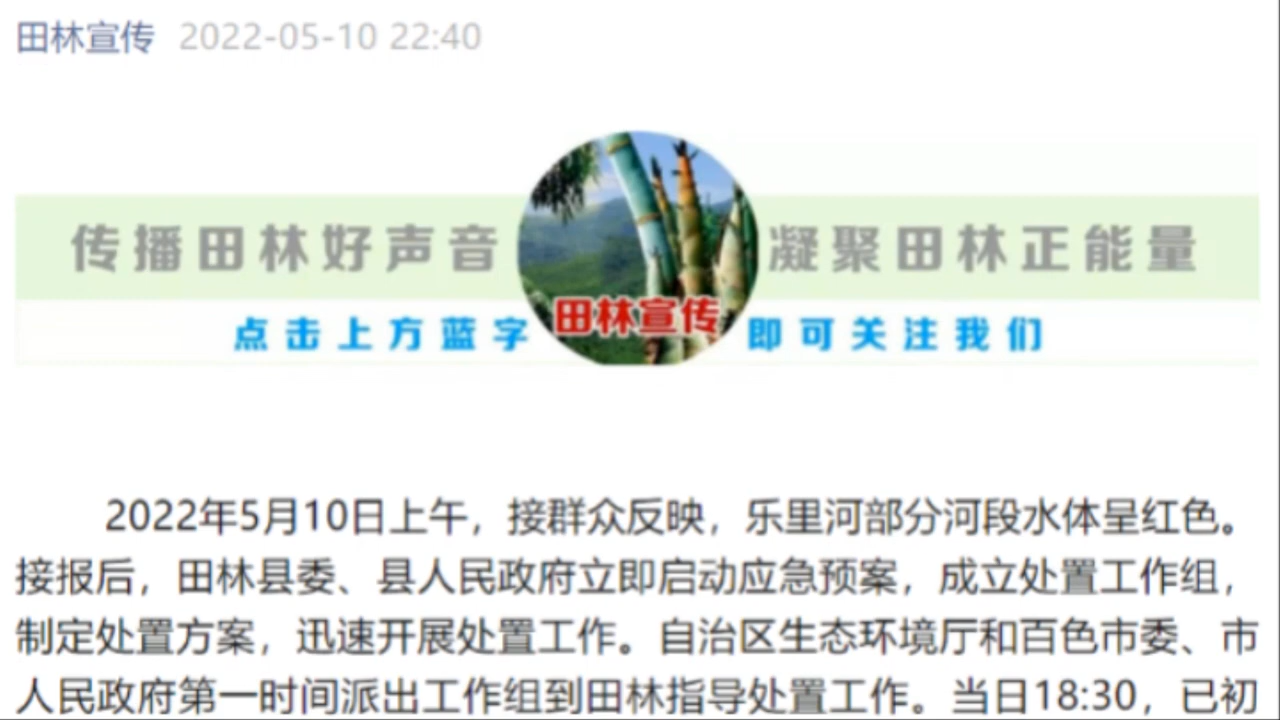 田林宣传 2022-05-10 22:40
传播田林好声音 凝聚田林正能量
田林宣传
点击上方蓝字 即可关注我们
2022年5月10日上午，接群众反映，乐里河部分河段水体呈红色。
接报后，田林县委、县人民政府立即启动应急预案，成立处置工作组，
制定处置方案，迅速开展处置工作。自治区生态环境厅和百色市委、市
人民政府第一时间派出工作组到田林指导处置工作。当日18:30，已初